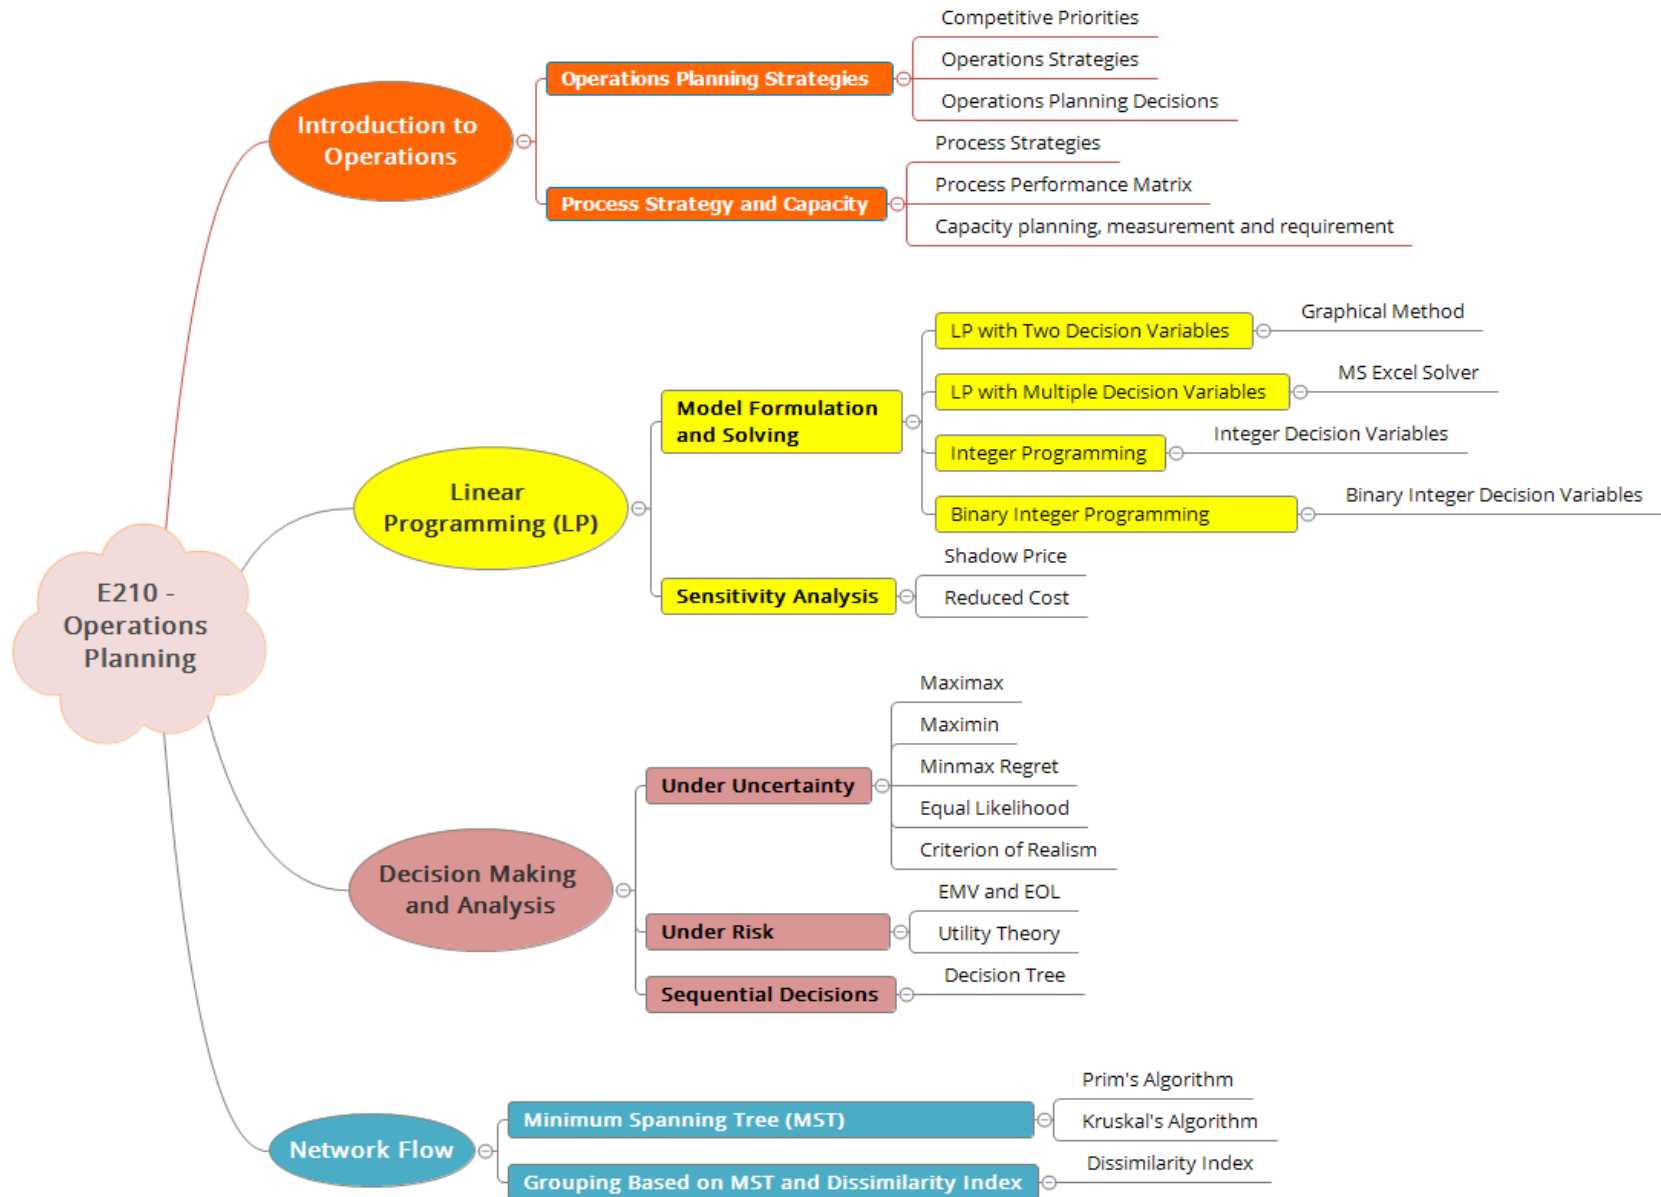 E210 -
Operations
Planning
Introduction to
Operations
Operations Planning Strategies
Competitive Priorities
Operations Strategies
Operations Planning Decisions
Process Strategy and Capacity
Process Strategies
Process Performance Matrix
Capacity planning, measurement and requirement
Linear
Programming (LP)
Model Formulation
and Solving
LP with Two Decision Variables
Graphical Method
LP with Multiple Decision Variables
MS Excel Solver
Integer Programming
Integer Decision Variables
Binary Integer Programming
Binary Integer Decision Variables
Sensitivity Analysis
Shadow Price
Reduced Cost
Decision Making
and Analysis
Under Uncertainty
Maximax
Maximin
Minmax Regret
Equal Likelihood
Criterion of Realism
Under Risk
EMV and EOL
Utility Theory
Sequential Decisions
Decision Tree
Network Flow
Minimum Spanning Tree (MST)
Prim's Algorithm
Kruskal's Algorithm
Grouping Based on MST and Dissimilarity Index
Dissimilarity Index